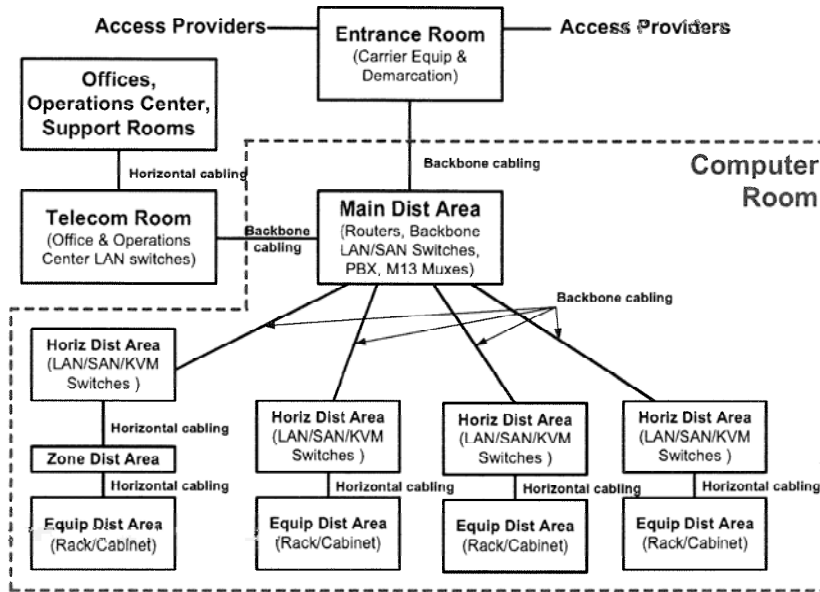 Access Providers
Entrance Room
(Carrier Equip &
Demarcation)
Access Providers
Offices,
Operations Center,
Support Rooms
Horizontal cabling
Backbone cabling
Computer
Room
Telecom Room
(Office & Operations
Center LAN switches)
Backbone
cabling
Main Dist Area
(Routers, Backbone
LAN/SAN Switches,
PBX, M13 Muxes)
Backbone cabling
Horiz Dist Area
(LAN/SAN/KVM
Switches )
Horizontal cabling
Zone Dist Area
Horizontal cabling
Equip Dist Area
(Rack/Cabinet)
Horiz Dist Area
(LAN/SAN/KVM
Switches )
Horizontal cabling
Equip Dist Area
(Rack/Cabinet)
Horiz Dist Area
(LAN/SAN/KVM
Switches )
Horizontal cabling
Equip Dist Area
(Rack/Cabinet)
Horiz Dist Area
(LAN/SAN/KVM
Switches )
Horizontal cabling
Equip Dist Area
(Rack/Cabinet)